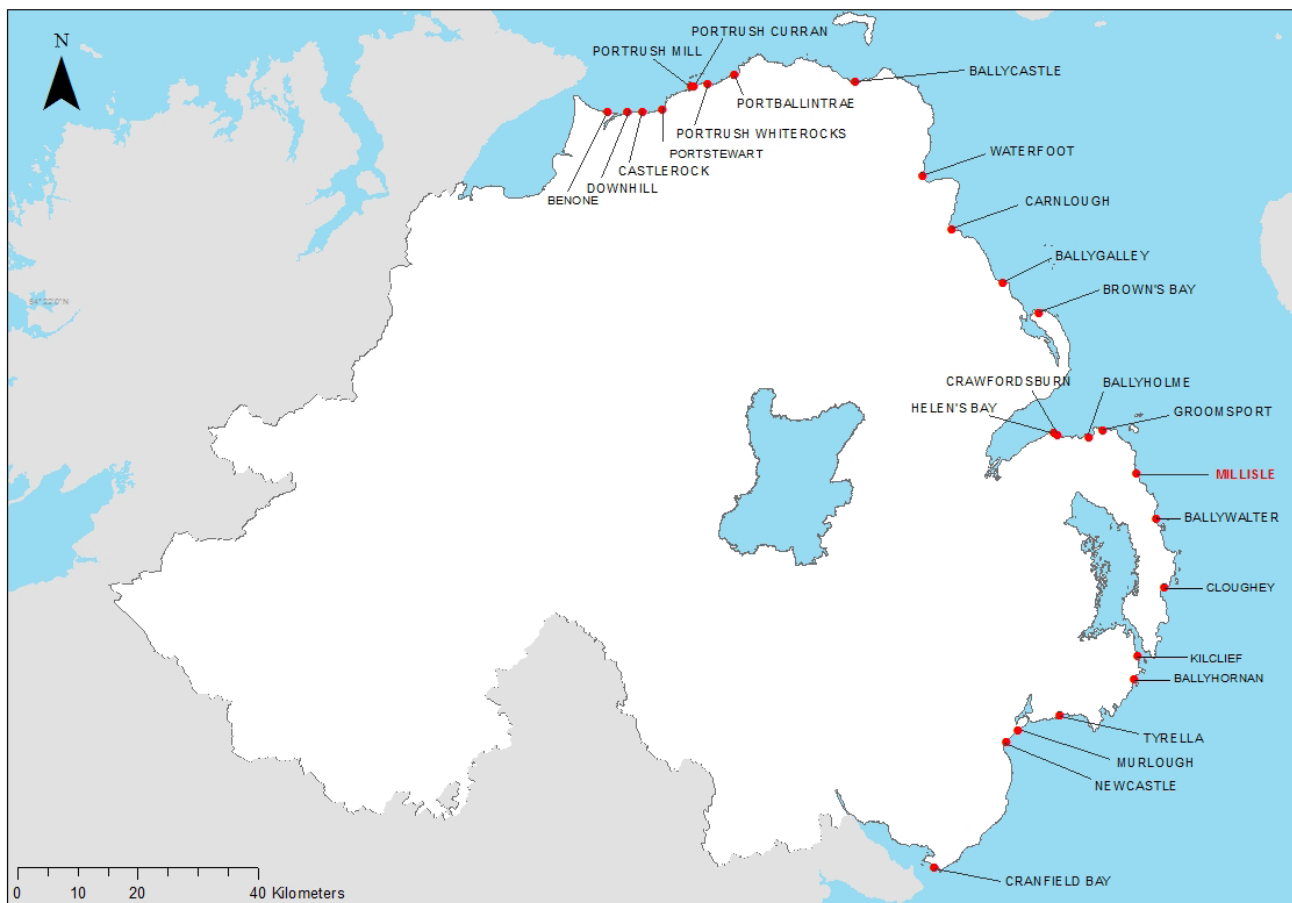 N
PORTRUSH CURRAN
PORTRUSH MILL
BALLYCASTLE
PORTBALLINTRAE
PORTRUSH WHITEROCKS
PORTSTEWART
CASTLEROCK
DOWNHILL
BENONE
WATERFOOT
CARNLOUGH
BALLYGALLEY
BROWN'S BAY
CRAWFORDSBURN
BALLYHOLME
HELEN'S BAY
GROOMSPORT
MILLISLE
BALLYWALTER
CLOUGHEY
KILCLIEF
BALLYHORNAN
TYRELLA
MURLOUGH
NEWCASTLE
CRANFIELD BAY
0 10 20 40 Kilometers